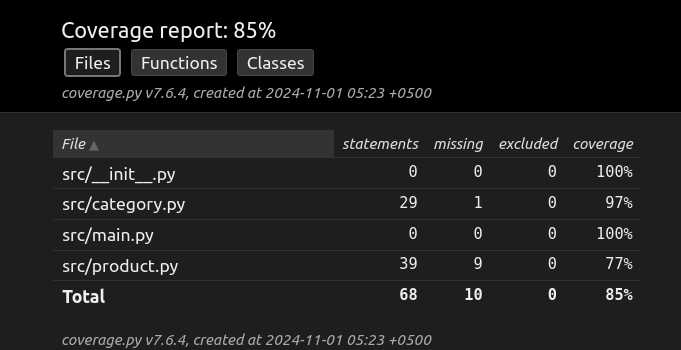 Coverage report: 85%
Files Functions Classes
coverage.py v7.6.4, created at 2024-11-01 05:23 +0500
File ▲ statements missing excluded coverage
src/__init__.py 0 0 0 100%
src/category.py 29 1 0 97%
src/main.py 0 0 0 100%
src/product.py 39 9 0 77%
Total 68 10 0 85%
coverage.py v7.6.4, created at 2024-11-01 05:23 +0500